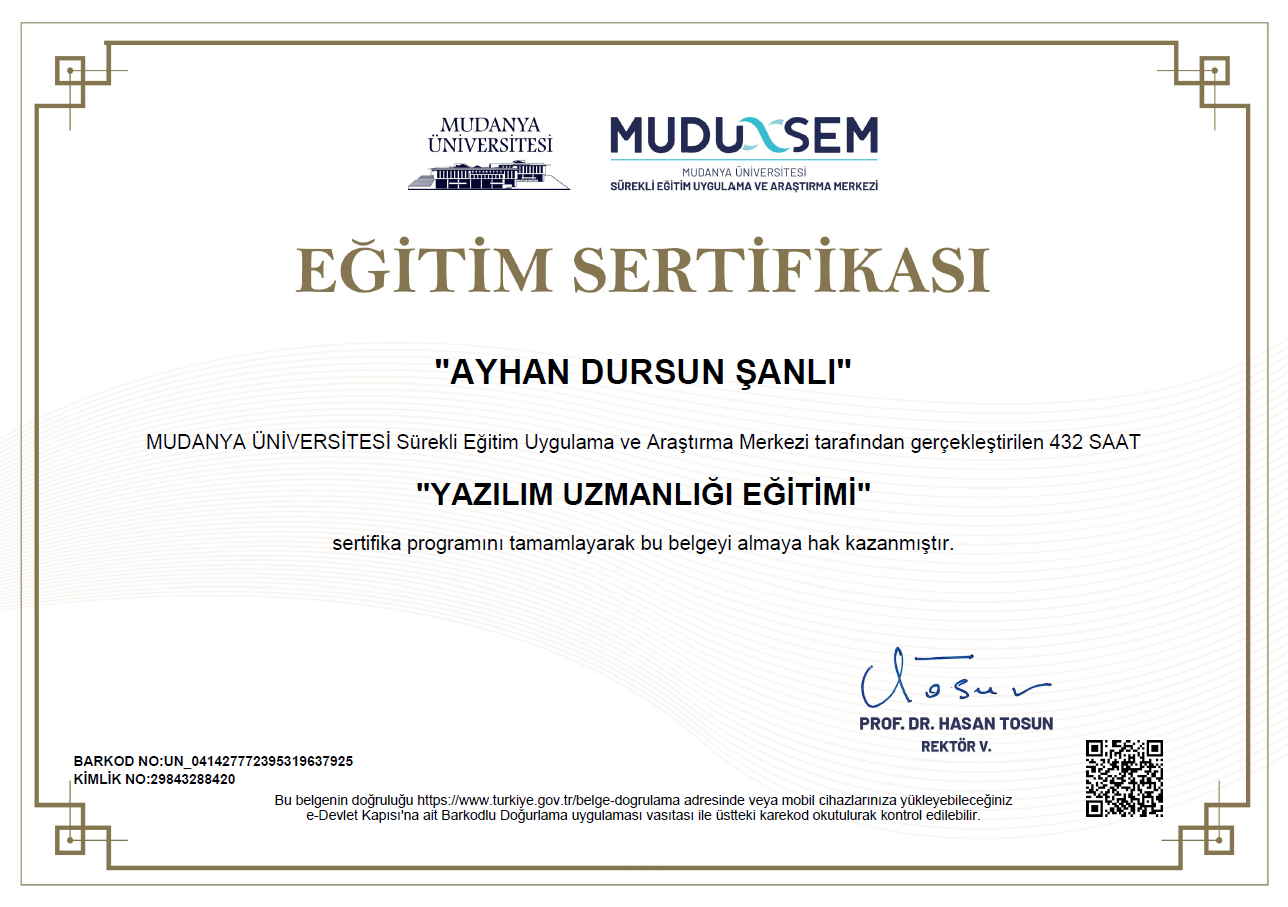 MUDANYA
ÜNİVERSİTESİ
MUDUSEM
MUDANYA ÜNİVERSİTESİ
SÜREKLİ EĞİTİM UYGULAMA VE ARAŞTIRMA MERKEZİ
EĞİTİM SERTİFİKASI
"AYHAN DURSUN ŞANLI"
MUDANYA ÜNİVERSİTESİ Sürekli Eğitim Uygulama ve Araştırma Merkezi tarafından gerçekleştirilen 432 SAAT
"YAZILIM UZMANLIĞI EĞİTİMİ"
sertifika programını tamamlayarak bu belgeyi almaya hak kazanmıştır.
Tosun
PROF. DR. HASAN TOSUN
REKTÖR V.
BARKOD NO:UN_041427772395319637925
KİMLİK NO:29843288420
Bu belgenin doğruluğu https://www.turkiye.gov.tr/belge-dogrulama adresinde veya mobil cihazlarınıza yükleyebileceğiniz
e-Devlet Kapısı'na ait Barkodlu Doğurlama uygulaması vasıtası ile üstteki karekod okutularak kontrol edilebilir.